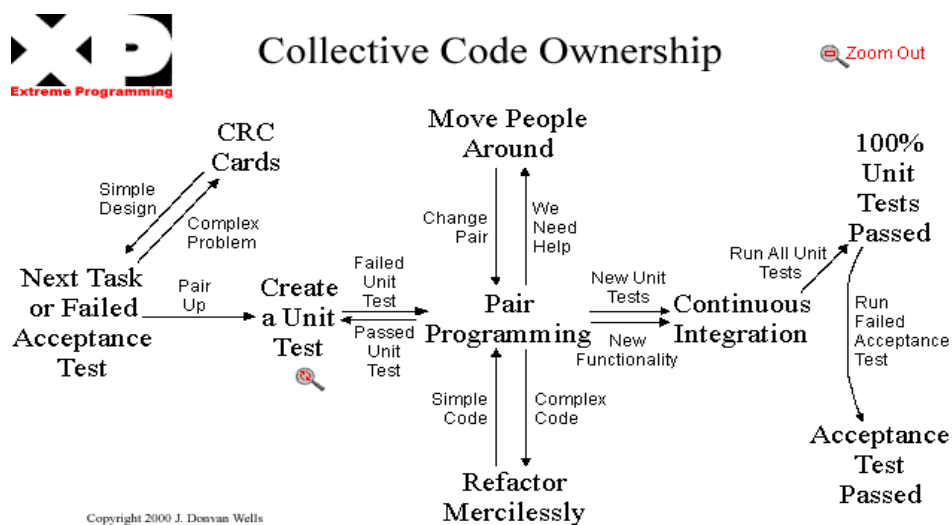 XP
Extreme Programming
Collective Code Ownership
Zoom Out
CRC
Cards
Simple
Design
Complex
Problem
Next Task
or Failed
Acceptance
Test
Pair
Up
Create
a Unit
Test
Failed
Unit
Test
Passed
Unit
Test
Move People
Around
Change
Pair
We
Need
Help
Pair
Programming
Simple
Code
Complex
Code
Refactor
Mercilessly
New Unit
Tests
New
Functionality
Continuous
Integration
Run All Unit
Tests
100%
Unit
Tests
Passed
Run
Failed
Acceptance
Test
Acceptance
Test
Passed
Copyright 2000 J. Donvan Wells